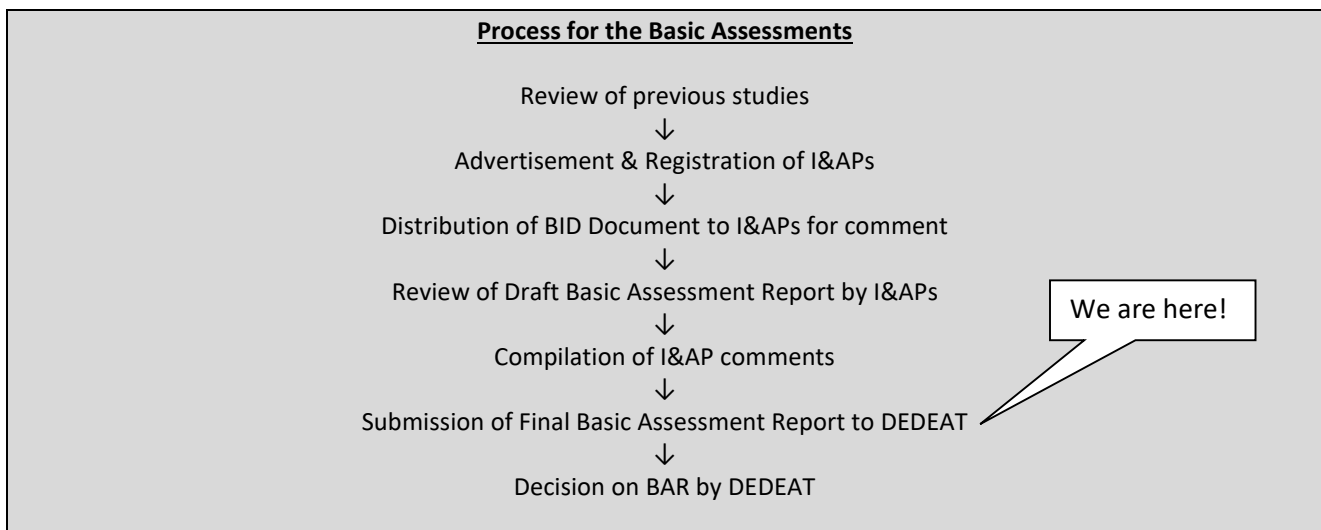 Process for the Basic Assessments
Review of previous studies
↓
Advertisement & Registration of I&APs
↓
Distribution of BID Document to I&APs for comment
↓
Review of Draft Basic Assessment Report by I&APs
↓
We are here!
Compilation of I&AP comments
↓
Submission of Final Basic Assessment Report to DEDEAT
↓
Decision on BAR by DEDEAT